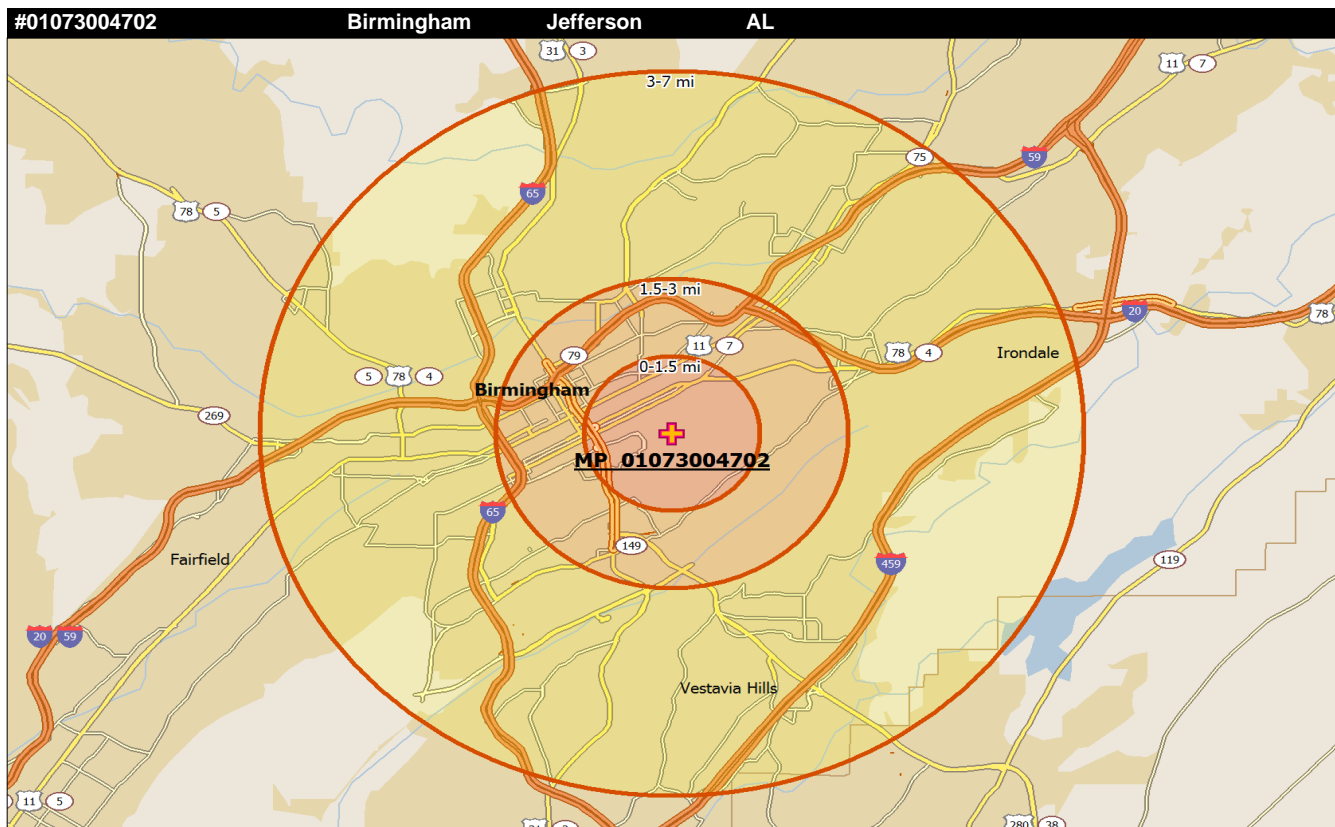 #01073004702 Birmingham Jefferson AL
31 3
11 7
3-7 mi
75
59
65
78 5
1.5-3 mi
20
78
11 7
79
78 4
Irondale
0-1.5 mi
5 78 4
Birmingham
269
MP 01073004702
65
149
Fairfield
459
119
20 59
Vestavia Hills
11 5
280 38